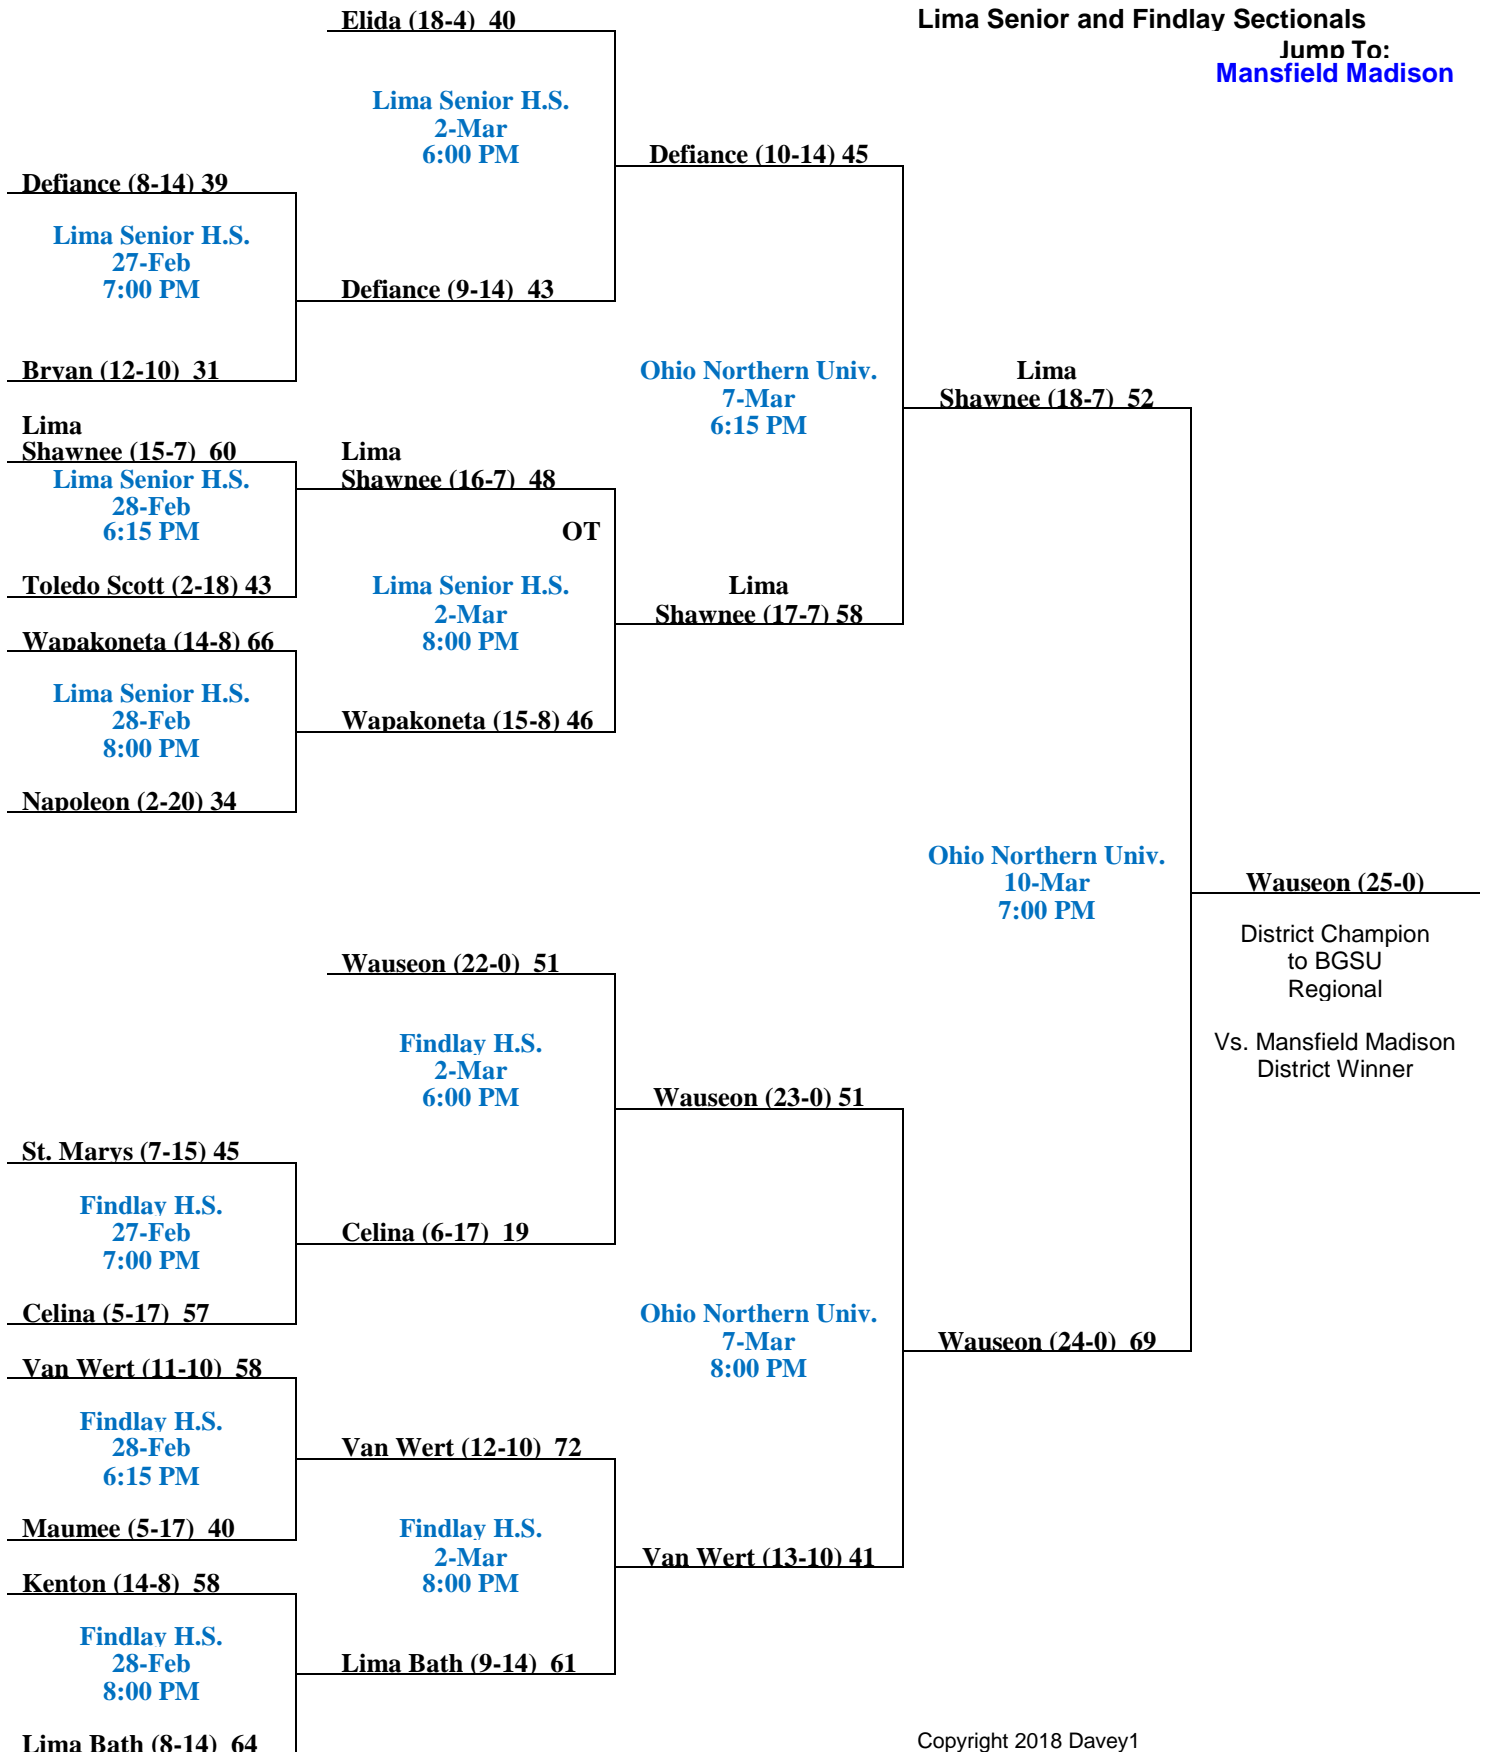 Elida (18-4) 40
Lima Senior and Findlay Sectionals
Jump To:
Mansfield Madison
Lima Senior H.S.
2-Mar
6:00 PM
Defiance (10-14) 45
Defiance (8-14) 39
Lima Senior H.S.
27-Feb
7:00 PM
Defiance (9-14) 43
Bryan (12-10) 31
Ohio Northern Univ.
7-Mar
6:15 PM
Lima
Shawnee (18-7) 52
Lima
Shawnee (15-7) 60
Lima Senior H.S.
28-Feb
6:15 PM
Lima
Shawnee (16-7) 48
OT
Toledo Scott (2-18) 43
Lima Senior H.S.
2-Mar
8:00 PM
Lima
Shawnee (17-7) 58
Wapakoneta (14-8) 66
Lima Senior H.S.
28-Feb
8:00 PM
Wapakoneta (15-8) 46
Napoleon (2-20) 34
Ohio Northern Univ.
10-Mar
7:00 PM
Wauseon (25-0)
District Champion
to BGSU
Regional
Vs. Mansfield Madison
District Winner
Wauseon (22-0) 51
Findlay H.S.
2-Mar
6:00 PM
Wauseon (23-0) 51
St. Marys (7-15) 45
Findlay H.S.
27-Feb
7:00 PM
Celina (6-17) 19
Celina (5-17) 57
Ohio Northern Univ.
7-Mar
8:00 PM
Wauseon (24-0) 69
Van Wert (11-10) 58
Findlay H.S.
28-Feb
6:15 PM
Van Wert (12-10) 72
Maumee (5-17) 40
Findlay H.S.
2-Mar
8:00 PM
Van Wert (13-10) 41
Kenton (14-8) 58
Findlay H.S.
28-Feb
8:00 PM
Lima Bath (9-14) 61
Lima Bath (8-14) 64
Copyright 2018 Davey1